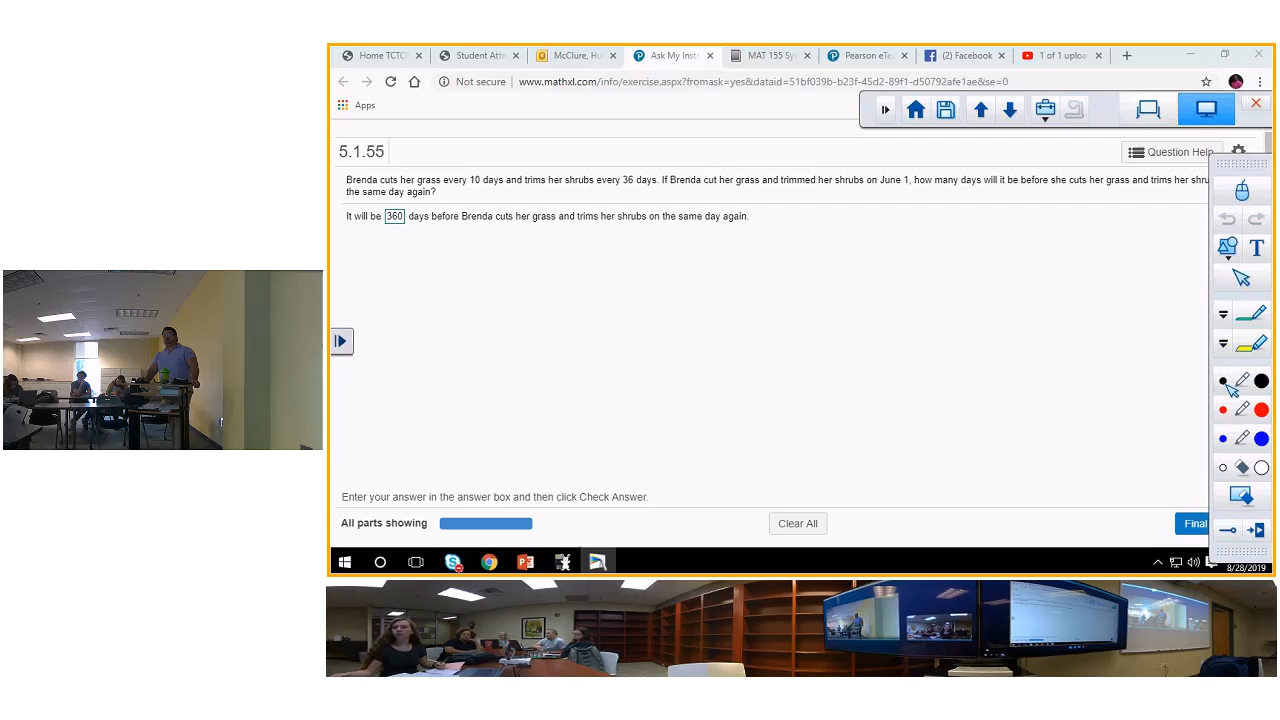 Home TCTC
Student Atte
McClure, Ho
Ask My Inst
MAT 155 Syl
Pearson eTex
(2) Facebook
1 of 1 uploa
Not secure
www.mathxl.com/info/exercise.aspx?fromask=yes&dataid=51bf039b-b23f-45d2-89f1-d50792afe1ae&se=0
Apps
5.1.55
Question Help
Brenda cuts her grass every 10 days and trims her shrubs every 36 days. If Brenda cut her grass and trimmed her shrubs on June 1, how many days will it be before she cuts her grass and trims her shru
the same day again?
It will be 360 days before Brenda cuts her grass and trims her shrubs on the same day again.
T
Enter your answer in the answer box and then click Check Answer.
All parts showing
Clear All
Final
8/28/2019